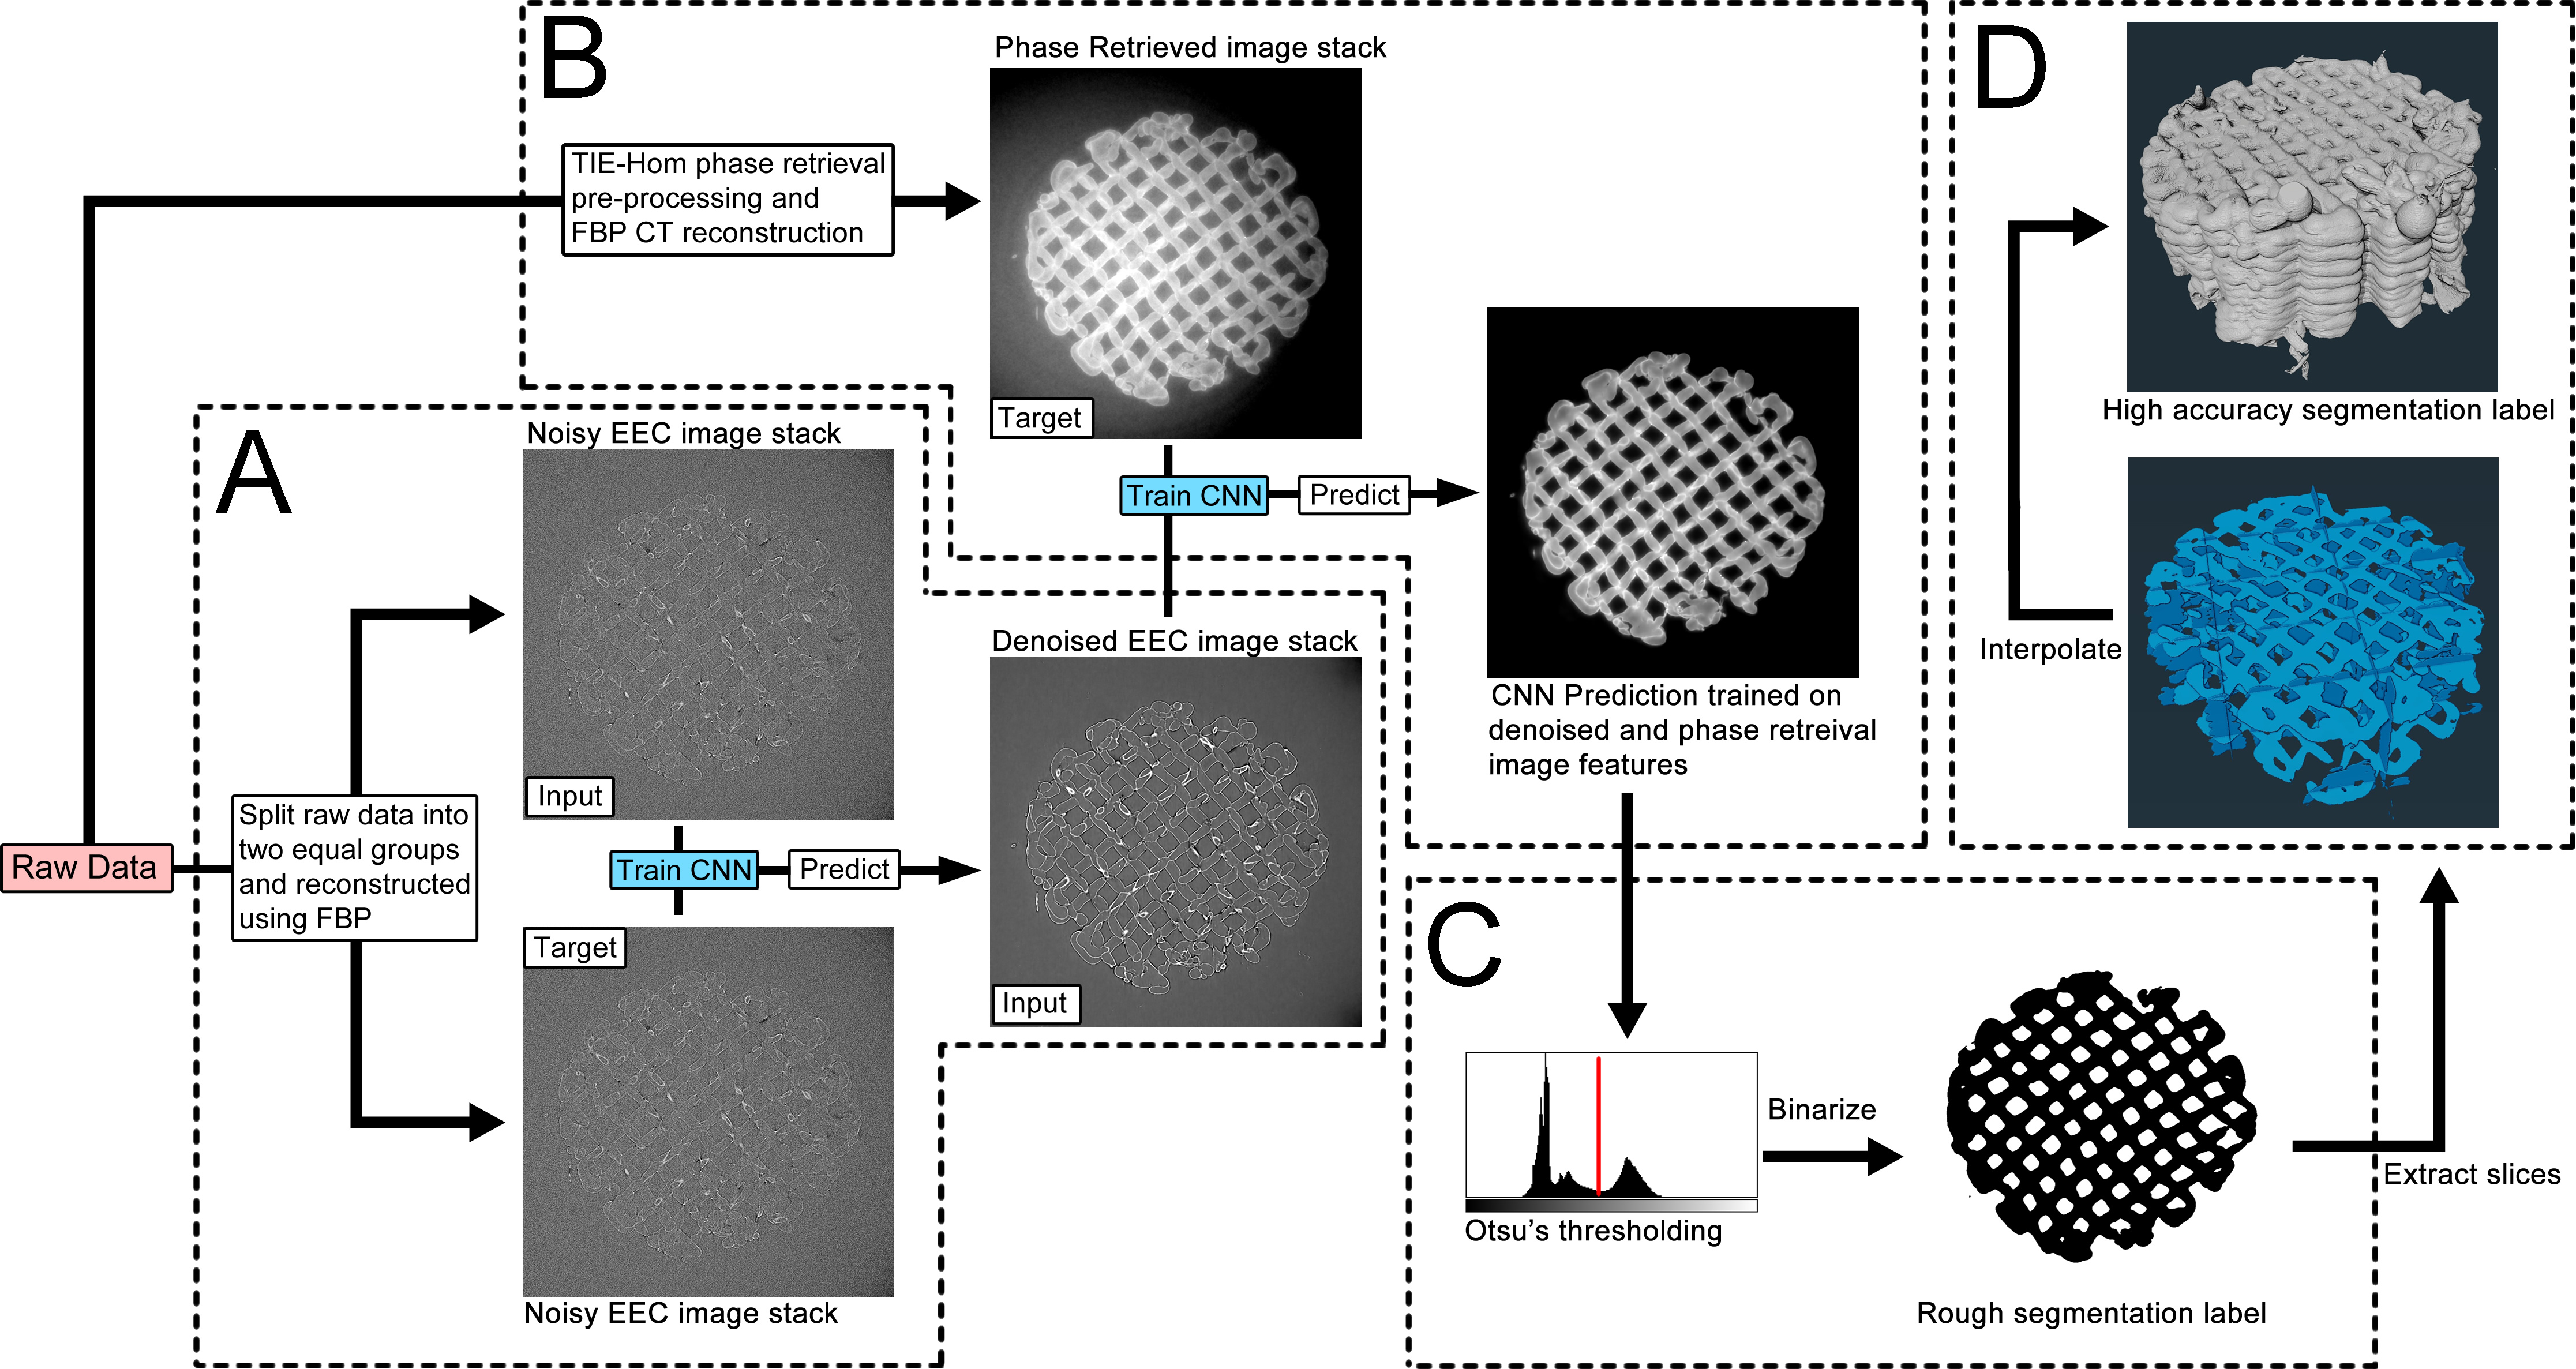 B
Phase Retrieved image stack
TIE-Hom phase retrieval
pre-processing and
FBP CT reconstruction
Target
Train CNN
Predict
CNN Prediction trained on
denoised and phase retreival
image features
A
Noisy EEC image stack
Input
Raw Data
Split raw data into
two equal groups
and reconstructed
using FBP
Train CNN
Predict
Target
Noisy EEC image stack
Denoised EEC image stack
Input
C
Otsu's thresholding
Binarize
Rough segmentation label
Extract slices
D
High accuracy segmentation label
Interpolate